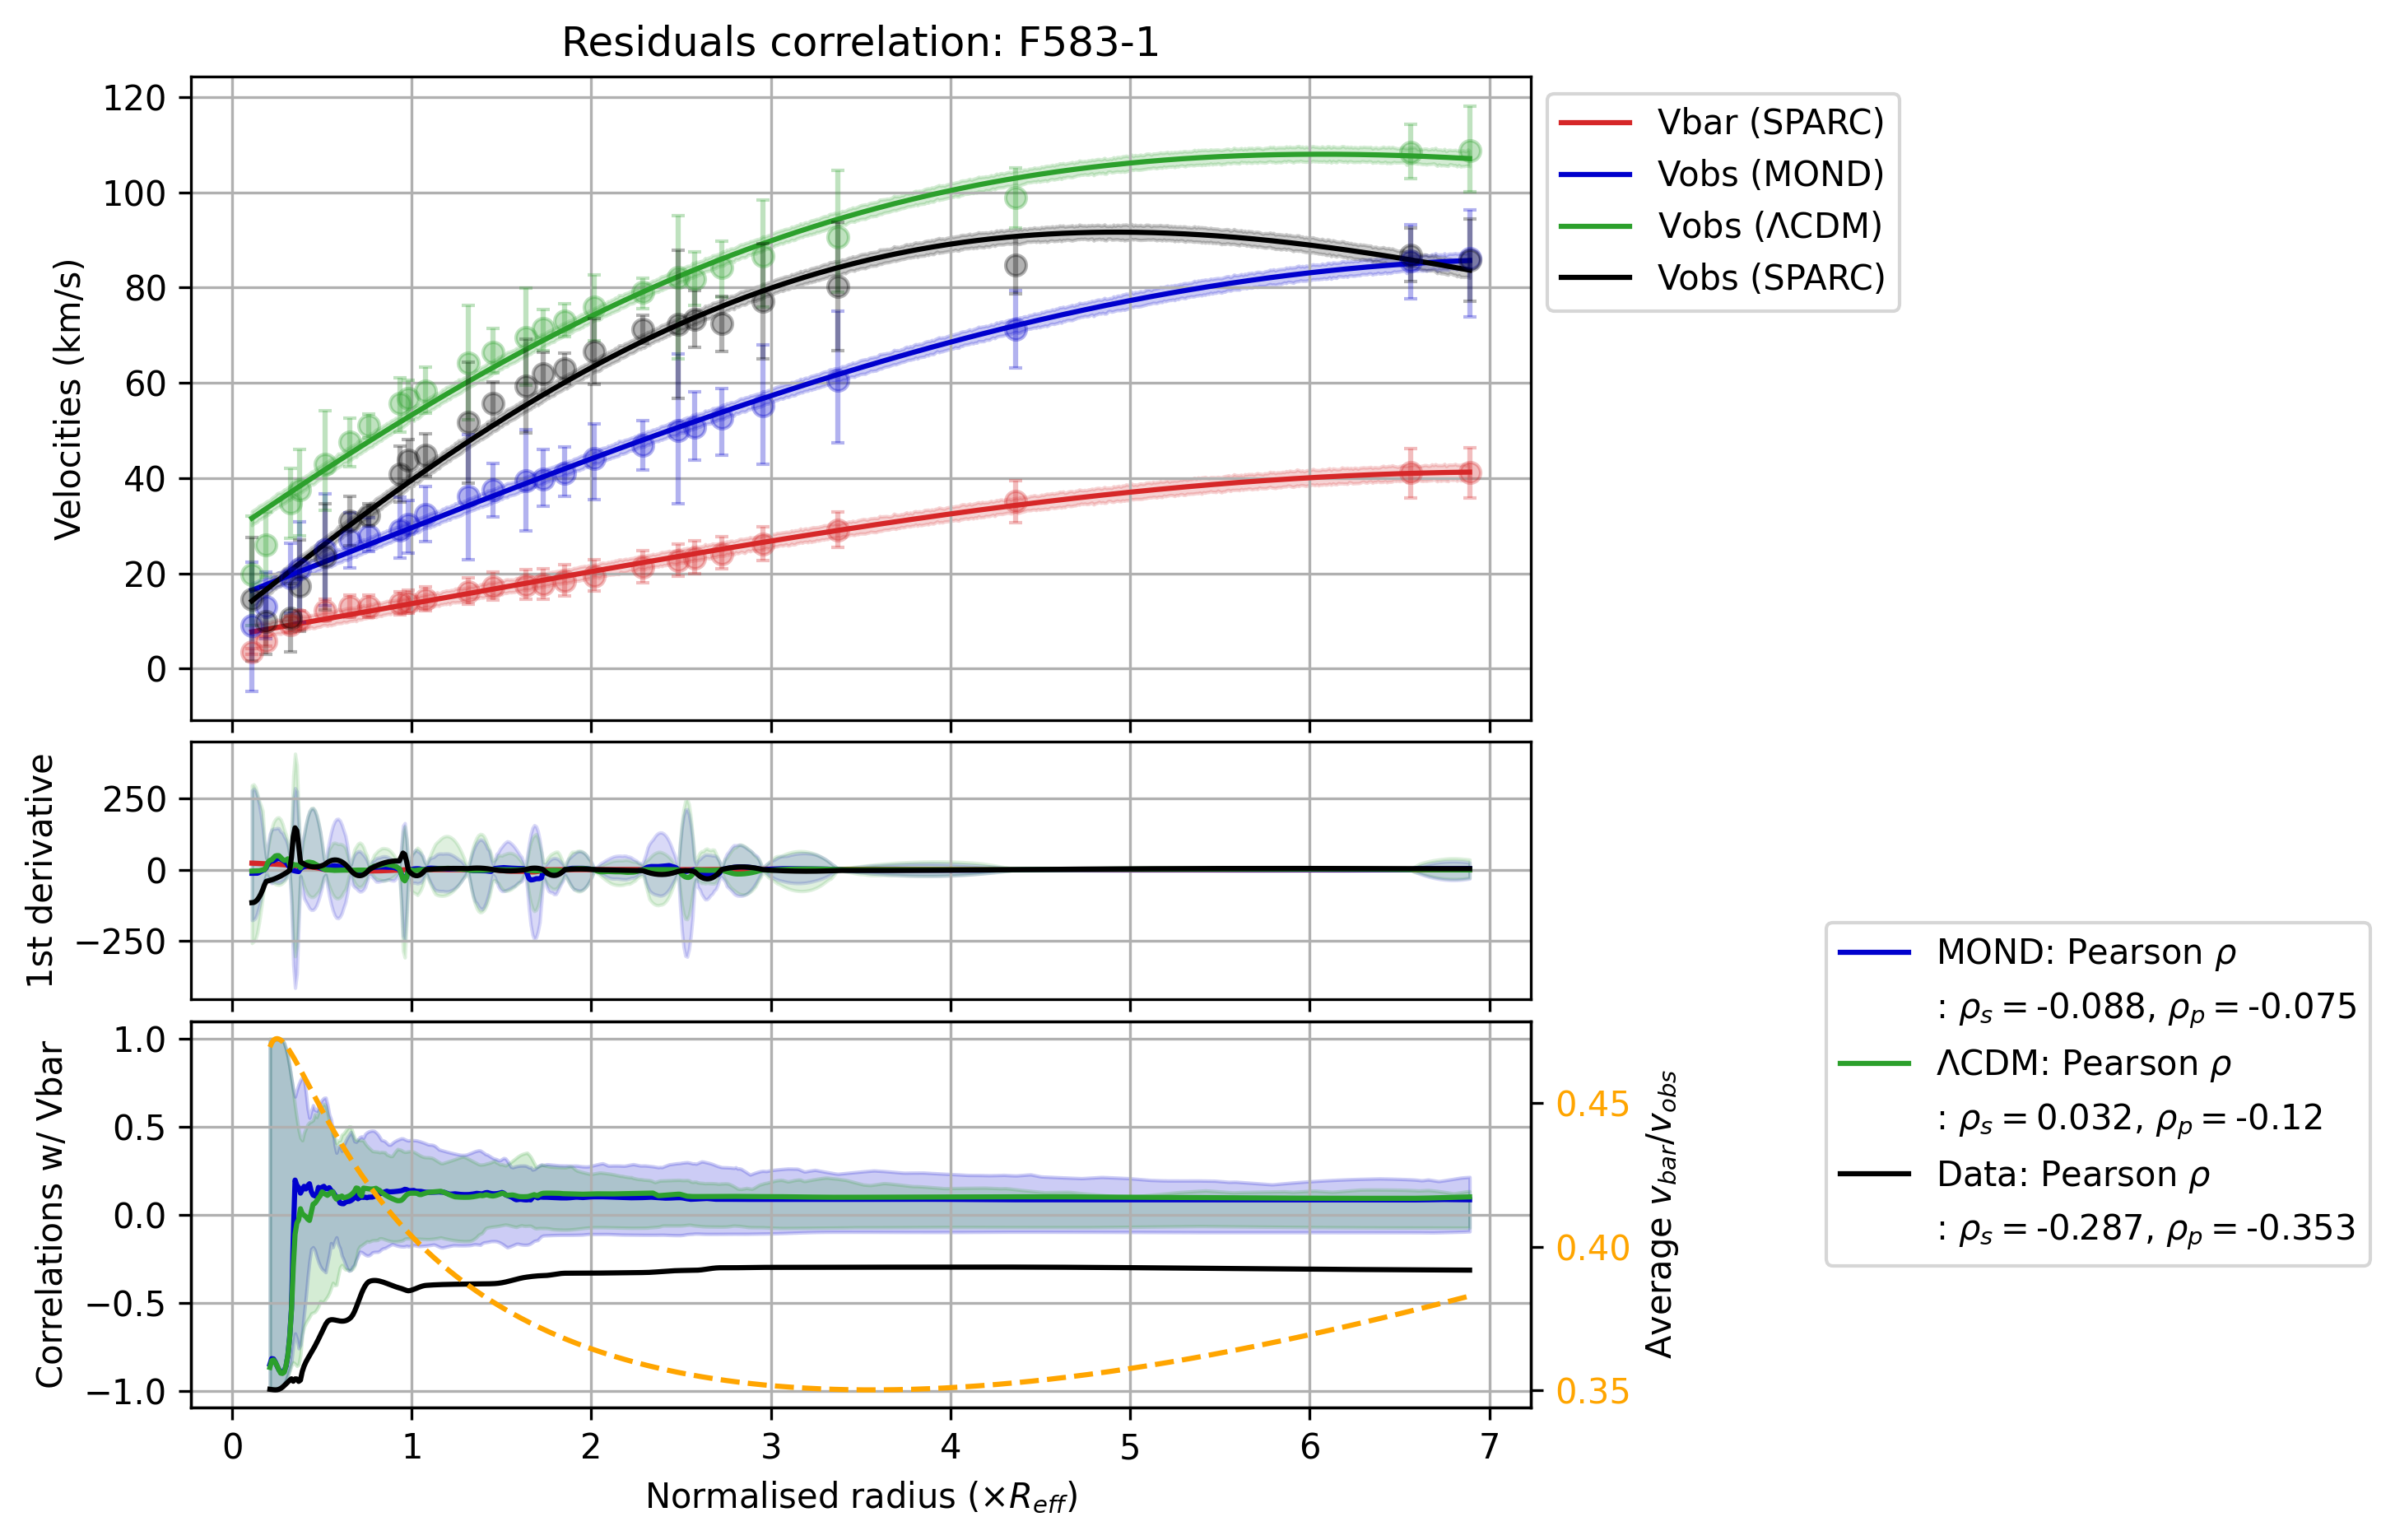 Residuals correlation: F583-1
Velocities (km/s)
120
100
80
60
40
20
0
Vbar (SPARC)
Vobs (MOND)
Vobs (ΛCDM)
Vobs (SPARC)
1st derivative
250
0
−250
Correlations w/ Vbar
1.0
0.5
0.0
−0.5
−1.0
0.45
0.40
0.35
Average v_bar/v_obs
MOND: Pearson ρ
: ρ_s = -0.088, ρ_p = -0.075
ΛCDM: Pearson ρ
: ρ_s = 0.032, ρ_p = -0.12
Data: Pearson ρ
: ρ_s = -0.287, ρ_p = -0.353
0 1 2 3 4 5 6 7
Normalised radius (×R_eff)